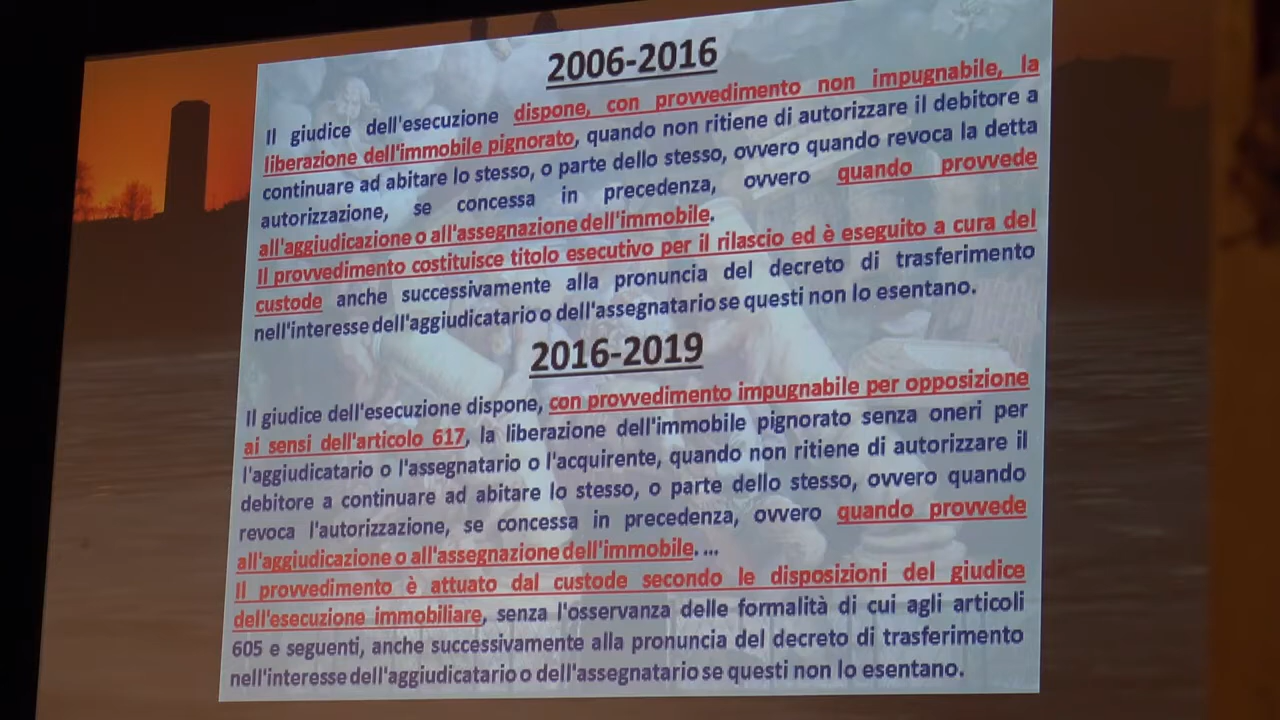 2006-2016
Il giudice dell'esecuzione dispone, con provvedimento non impugnabile, la
liberazione dell'immobile pignorato, quando non ritiene di autorizzare il debitore a
continuare ad abitare lo stesso, o parte dello stesso, ovvero quando revoca la detta
autorizzazione, se concessa in precedenza, ovvero quando provvede
all'aggiudicazione o all'assegnazione dell'immobile.
Il provvedimento costituisce titolo esecutivo per il rilascio ed è eseguito a cura del
custode anche successivamente alla pronuncia del decreto di trasferimento
nell'interesse dell'aggiudicatario o dell'assegnatario se questi non lo esentano.
2016-2019
Il giudice dell'esecuzione dispone, con provvedimento impugnabile per opposizione
ai sensi dell'articolo 617, la liberazione dell'immobile pignorato senza oneri per
l'aggiudicatario o l'assegnatario o l'acquirente, quando non ritiene di autorizzare il
debitore a continuare ad abitare lo stesso, o parte dello stesso, ovvero quando
revoca l'autorizzazione, se concessa in precedenza, ovvero quando provvede
all'aggiudicazione o all'assegnazione dell'immobile. ...
Il provvedimento è attuato dal custode secondo le disposizioni del giudice
dell'esecuzione immobiliare, senza l'osservanza delle formalità di cui agli articoli
605 e seguenti, anche successivamente alla pronuncia del decreto di trasferimento
nell'interesse dell'aggiudicatario o dell'assegnatario se questi non lo esentano.